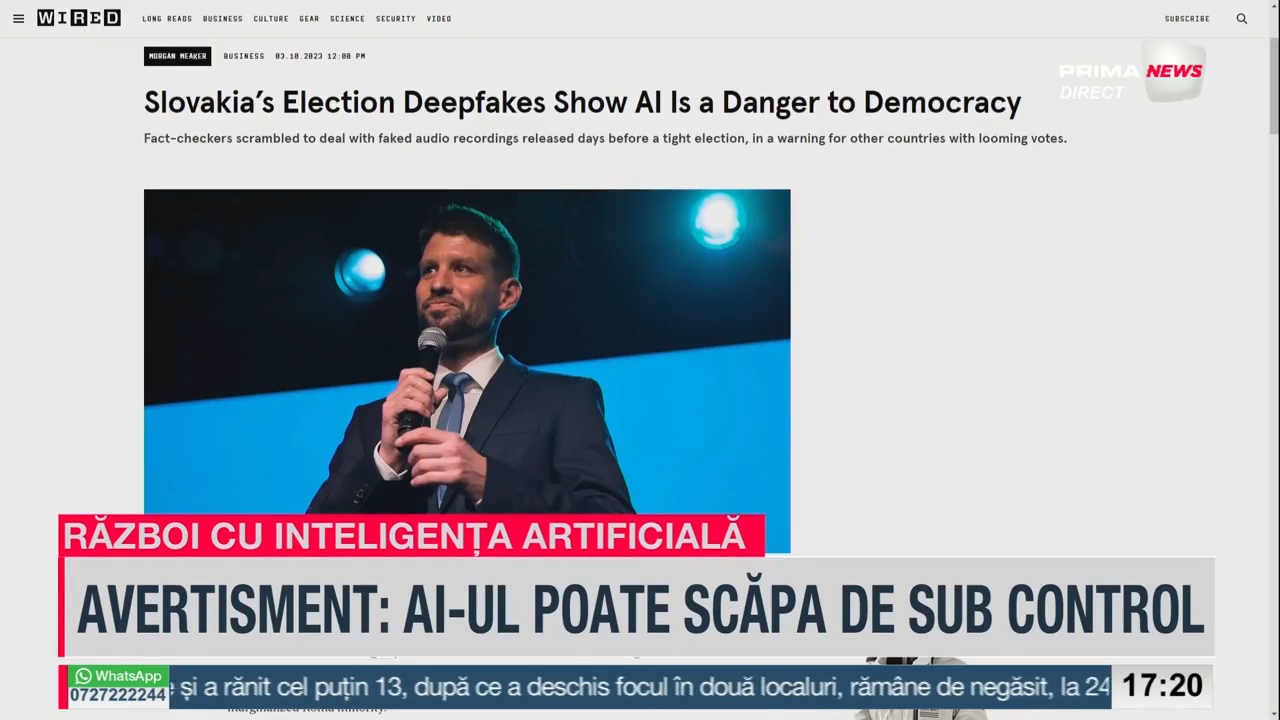 WIRED
LONG READS BUSINESS CULTURE GEAR SCIENCE SECURITY VIDEO
SUBSCRIBE
MORGAN MEAKER BUSINESS 03.10.2023 12:00 PM
PRIMA NEWS
DIRECT
Slovakia's Election Deepfakes Show AI Is a Danger to Democracy
Fact-checkers scrambled to deal with faked audio recordings released days before a tight election, in a warning for other countries with looming votes.
RĂZBOI CU INTELIGENȚA ARTIFICIALĂ
AVERTISMENT: AI-UL POATE SCĂPA DE SUB CONTROL
WhatsApp
0727222244
și a rănit cel puțin 13, după ce a deschis focul în două localuri, rămâne de negăsit, la 24
17:20
marginalized Roma minority.